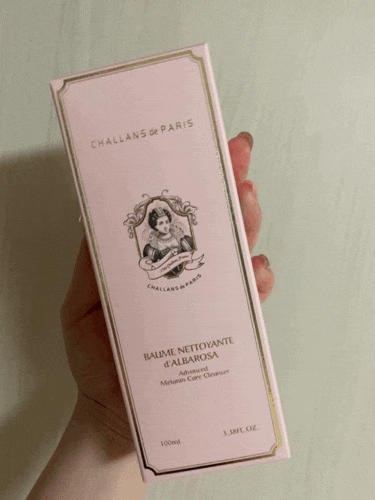 CHALLANS de PARIS
CHALLANS de PARIS
BAUME NETTOYANTE
d'ALBAROSA
Advanced
Melanin Care Cleanser
100ml 3.38FL.OZ.